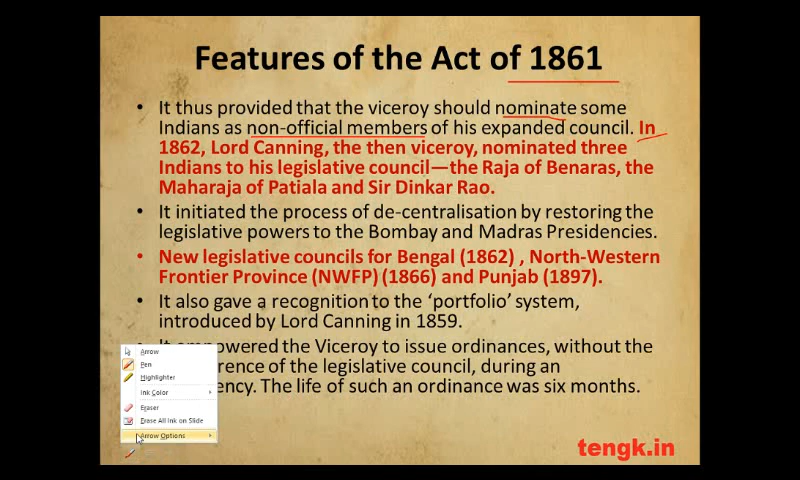 Features of the Act of 1861
• It thus provided that the viceroy should nominate some
Indians as non-official members of his expanded council. In
1862, Lord Canning, the then viceroy, nominated three
Indians to his legislative council—the Raja of Benaras, the
Maharaja of Patiala and Sir Dinkar Rao.
• It initiated the process of de-centralisation by restoring the
legislative powers to the Bombay and Madras Presidencies.
• New legislative councils for Bengal (1862) , North-Western
Frontier Province (NWFP) (1866) and Punjab (1897).
• It also gave a recognition to the ‘portfolio’ system,
introduced by Lord Canning in 1859.
the Viceroy to issue ordinances, without the
of the legislative council, during an
The life of such an ordinance was six months.
Arrow
Pen
Highlighter
Ink Color
Eraser
Erase All Ink on Slide
Arrow Options
tengk.in